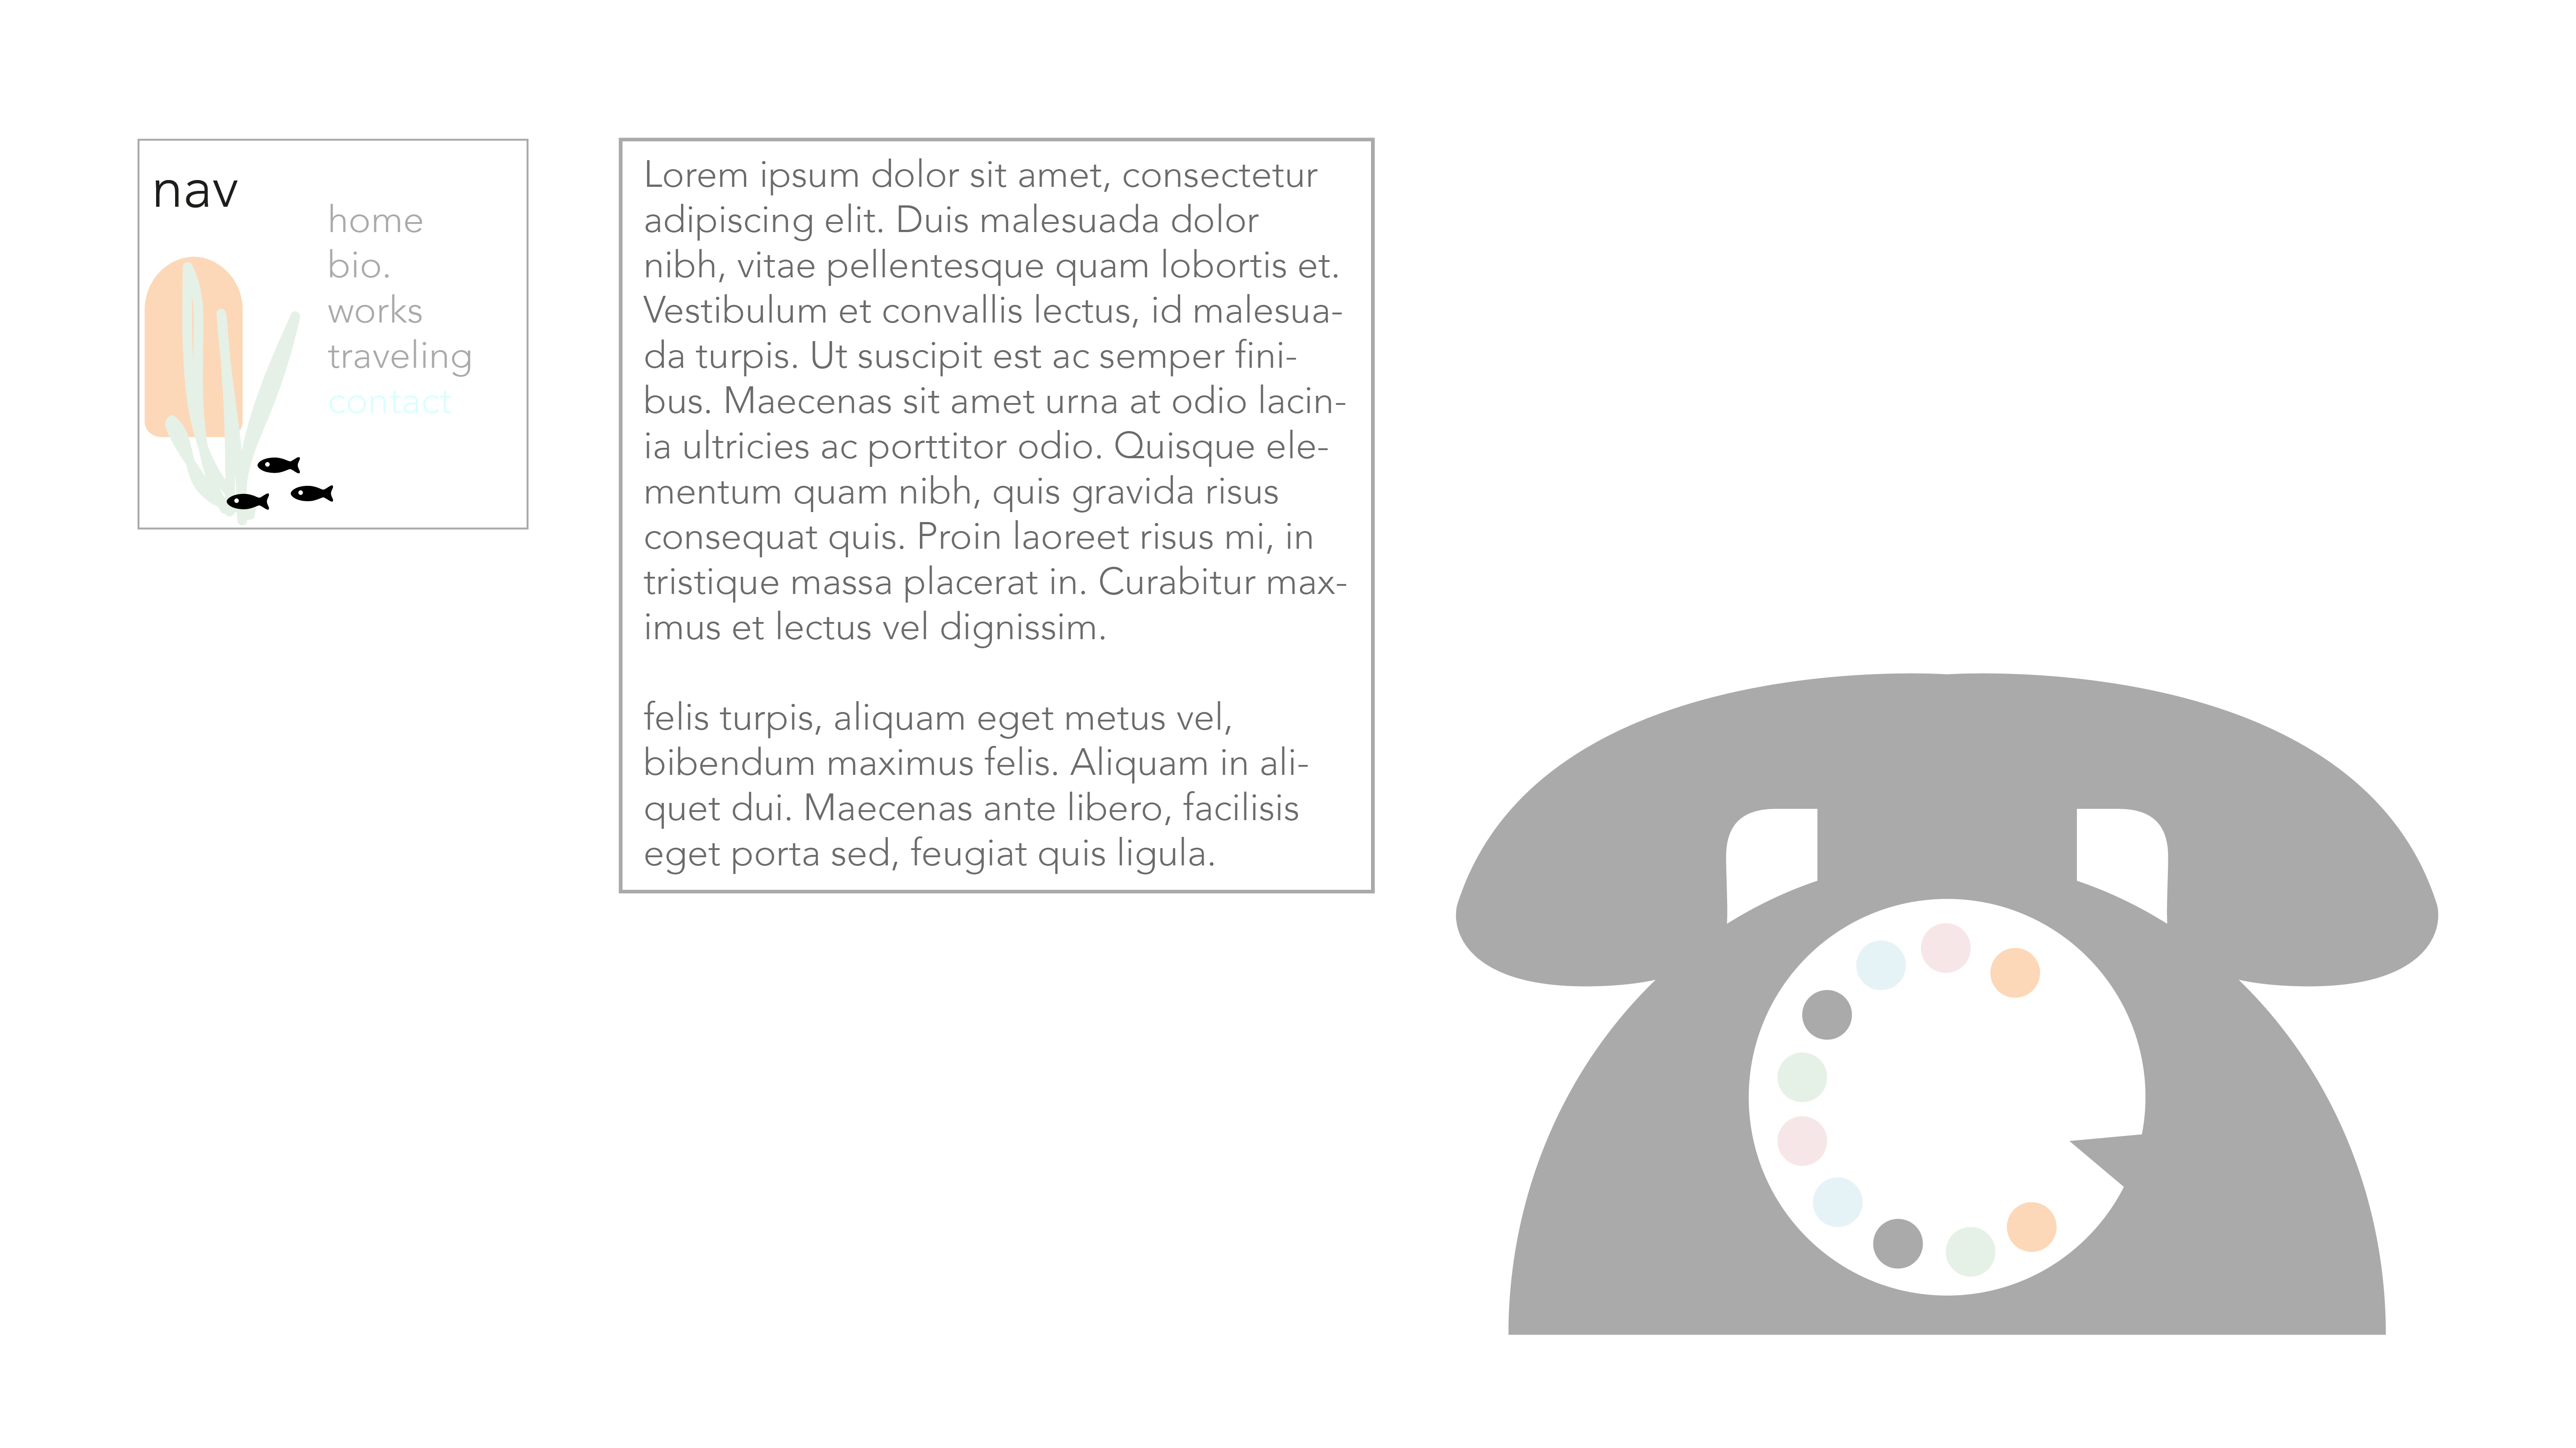 nav
home
bio.
works
traveling
contact
Lorem ipsum dolor sit amet, consectetur
adipiscing elit. Duis malesuada dolor
nibh, vitae pellentesque quam lobortis et.
Vestibulum et convallis lectus, id malesua-
da turpis. Ut suscipit est ac semper fini-
bus. Maecenas sit amet urna at odio lacin-
ia ultricies ac porttitor odio. Quisque ele-
mentum quam nibh, quis gravida risus
consequat quis. Proin laoreet risus mi, in
tristique massa placerat in. Curabitur max-
imus et lectus vel dignissim.
felis turpis, aliquam eget metus vel,
bibendum maximus felis. Aliquam in ali-
quet dui. Maecenas ante libero, facilisis
eget porta sed, feugiat quis ligula.